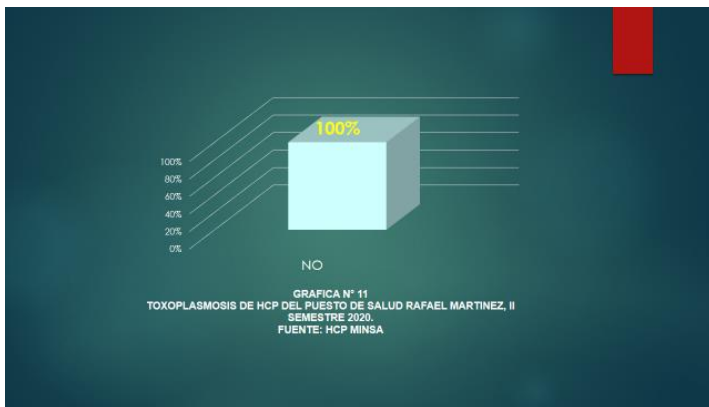 100%
100%
80%
60%
40%
20%
0%
NO
GRAFICA N° 11
TOXOPLASMOSIS DE HCP DEL PUESTO DE SALUD RAFAEL MARTINEZ, II
SEMESTRE 2020.
FUENTE: HCP MINSA